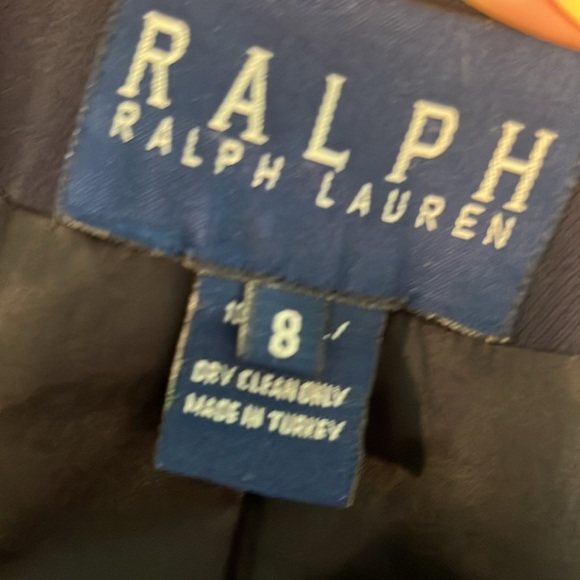 RALPH
RALPH LAUREN
8
DRY CLEAN ONLY
MADE IN TURKEY